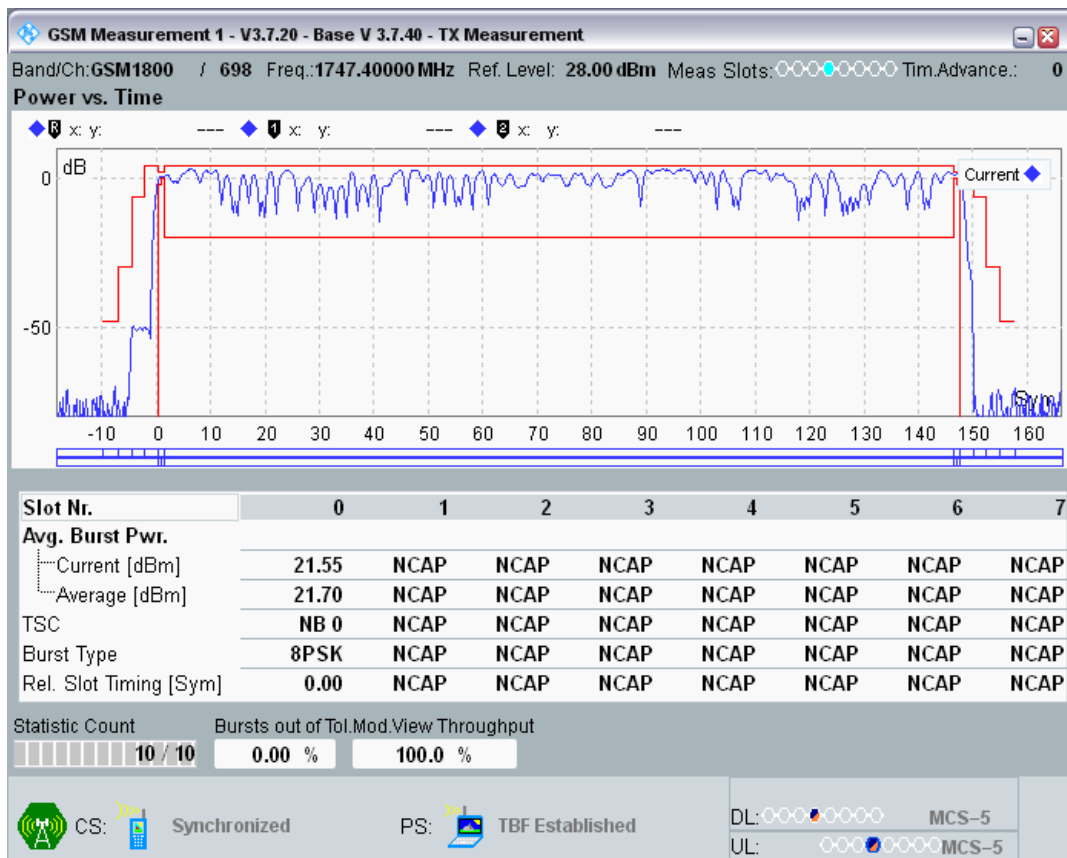 GSM Measurement 1 - V3.7.20 - Base V 3.7.40 - TX Measurement
Band/Ch:GSM1800 / 698 Freq.:1747.40000 MHz Ref. Level: 28.00 dBm Meas Slots: Tim.Advance.: 0
Power vs. Time
R x: y: --- 1 x: y: --- 2 x: y: ---
dB
0
Current
-50
Sym
-10 0 10 20 30 40 50 60 70 80 90 100 110 120 130 140 150 160
Slot Nr. 0 1 2 3 4 5 6 7
Avg. Burst Pwr.
Current [dBm] 21.55 NCAP NCAP NCAP NCAP NCAP NCAP NCAP
Average [dBm] 21.70 NCAP NCAP NCAP NCAP NCAP NCAP NCAP
TSC NB 0 NCAP NCAP NCAP NCAP NCAP NCAP NCAP
Burst Type 8PSK NCAP NCAP NCAP NCAP NCAP NCAP NCAP
Rel. Slot Timing [Sym] 0.00 NCAP NCAP NCAP NCAP NCAP NCAP NCAP
Statistic Count Bursts out of Tol.Mod.View Throughput
10 / 10 0.00 % 100.0 %
CS: Synchronized PS: TBF Established
DL: MCS-5
UL: MCS-5